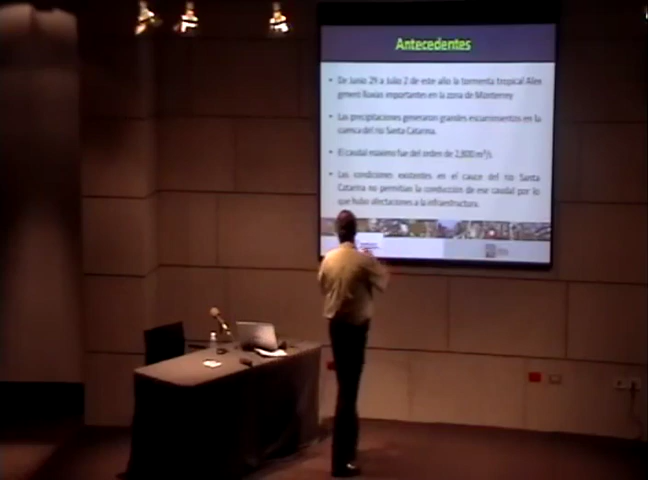 Antecedentes
• De Junio 29 a Julio 2 de este año la tormenta tropical Alex
generó lluvias importantes en la zona de Monterrey
• Las precipitaciones generaron grandes escurrimientos en la
cuenca del río Santa Catarina.
• El caudal máximo fue del orden de 2,800 m³/s.
• Las condiciones existentes en el cauce del río Santa
Catarina no permitían la conducción de ese caudal por lo
que hubo afectaciones a la infraestructura.